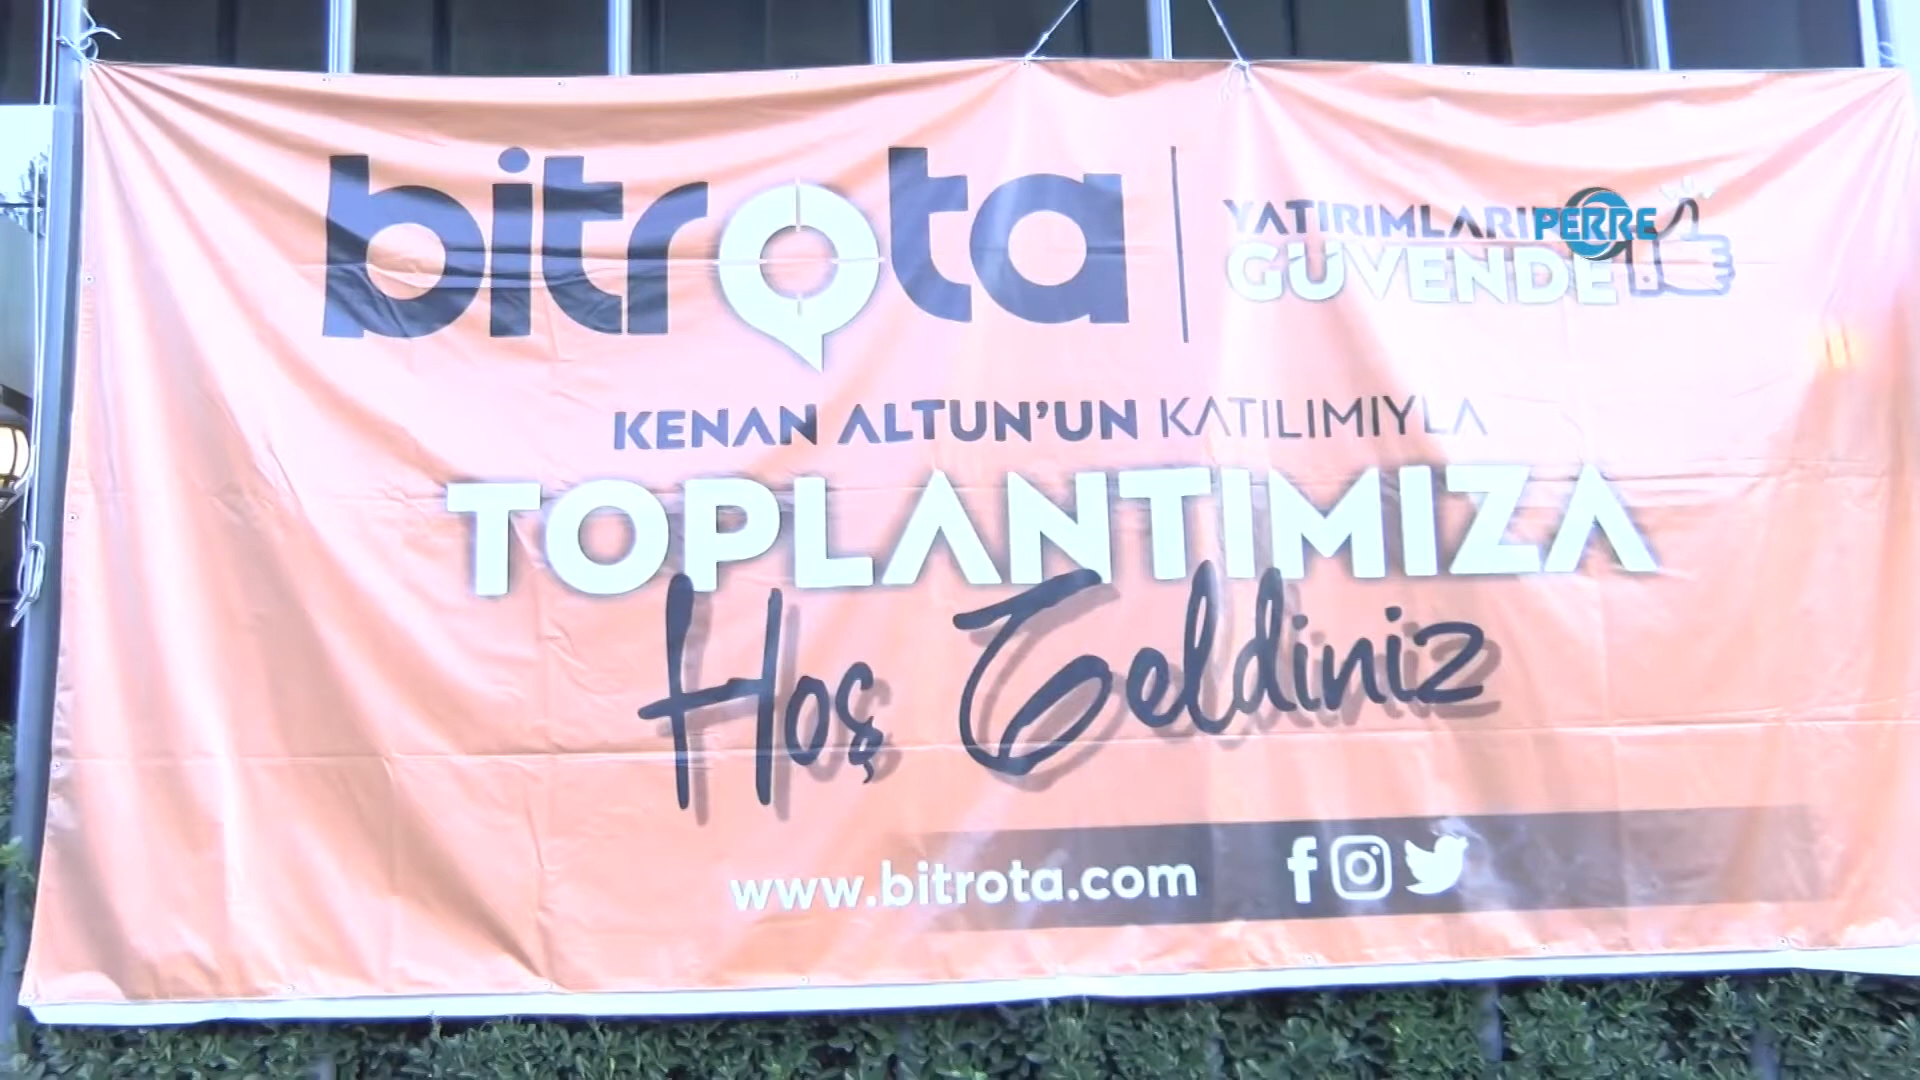 bitrota
YATIRIMLARI
PERRE
GÜVENDE
KENAN ALTUN'UN KATILIMIYLA
TOPLANTIMIZA
Hoş Geldiniz
www.bitrota.com